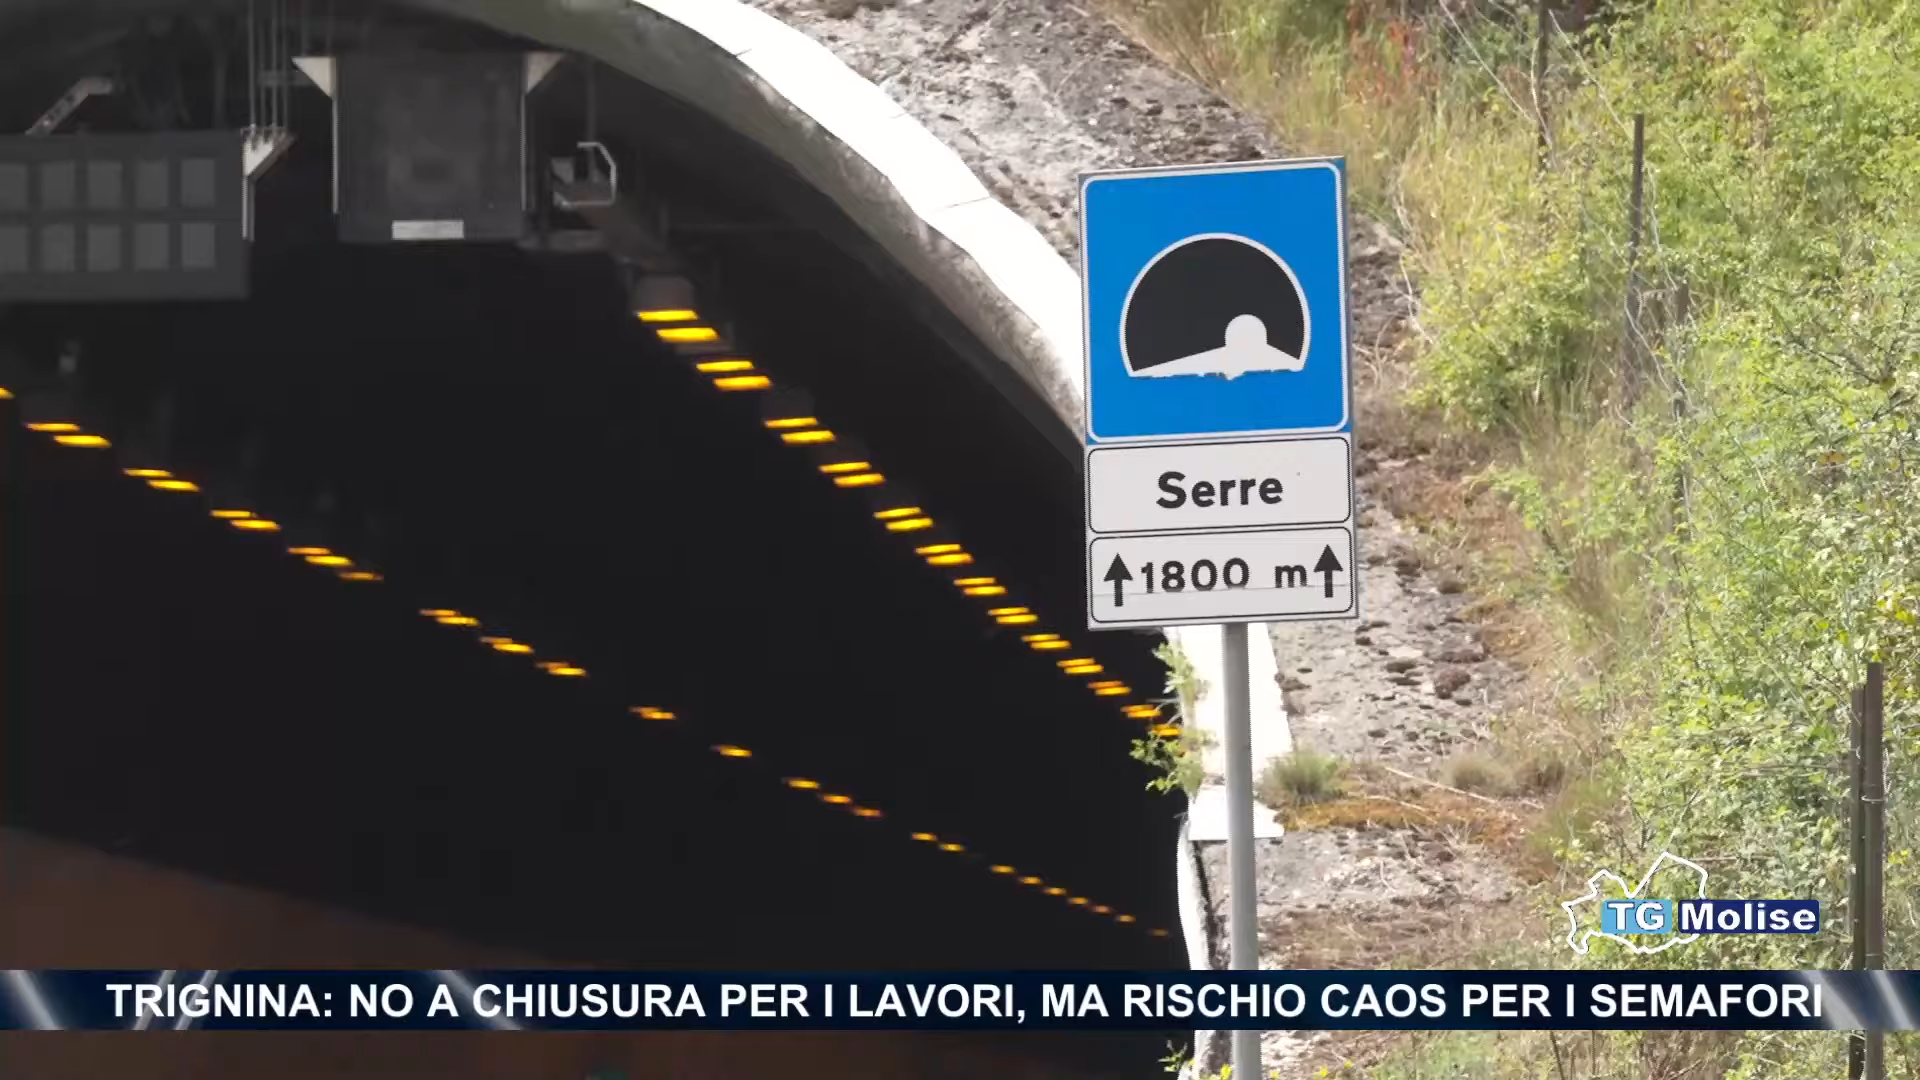 Serre
1800 m
TG Molise
TRIGNINA: NO A CHIUSURA PER I LAVORI, MA RISCHIO CAOS PER I SEMAFORI